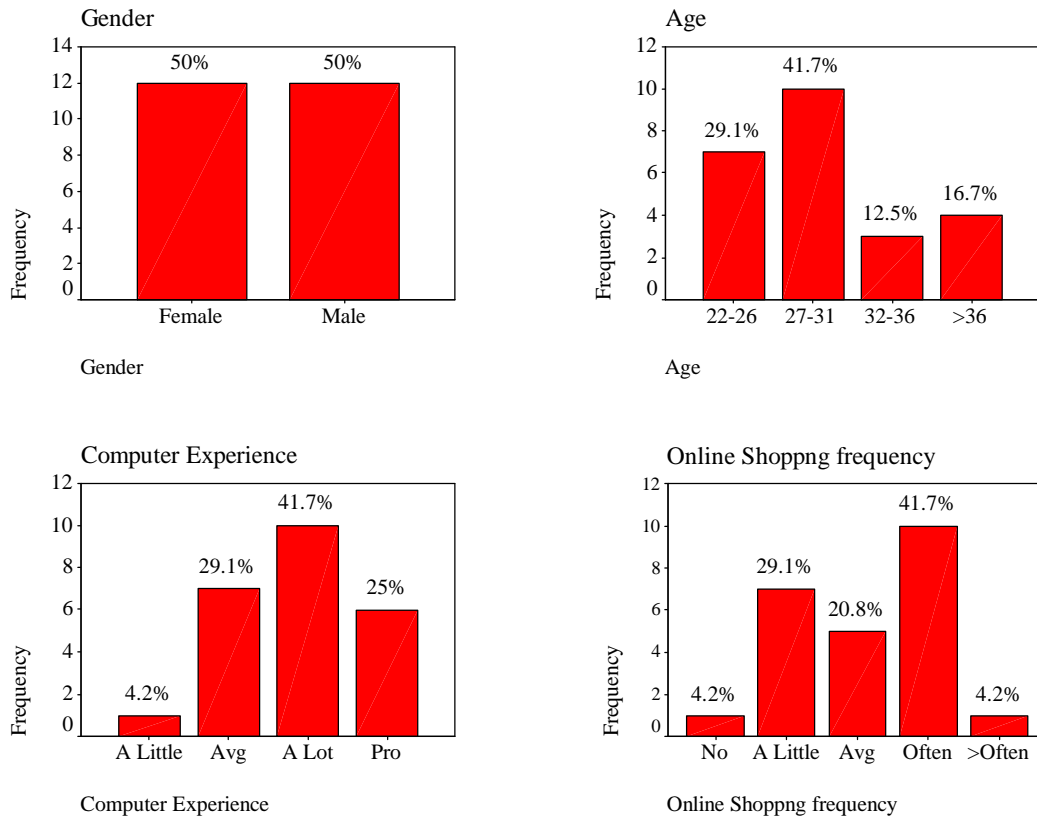 Gender
14
12
10
8
6
4
2
0
Frequency
50%
50%
Female
Male
Gender
Age
12
10
8
6
4
2
0
Frequency
29.1%
41.7%
12.5%
16.7%
22-26
27-31
32-36
>36
Age
Computer Experience
12
10
8
6
4
2
0
Frequency
4.2%
29.1%
41.7%
25%
A Little
Avg
A Lot
Pro
Computer Experience
Online Shoppng frequency
12
10
8
6
4
2
0
Frequency
4.2%
29.1%
20.8%
41.7%
4.2%
No
A Little
Avg
Often
>Often
Online Shoppng frequency